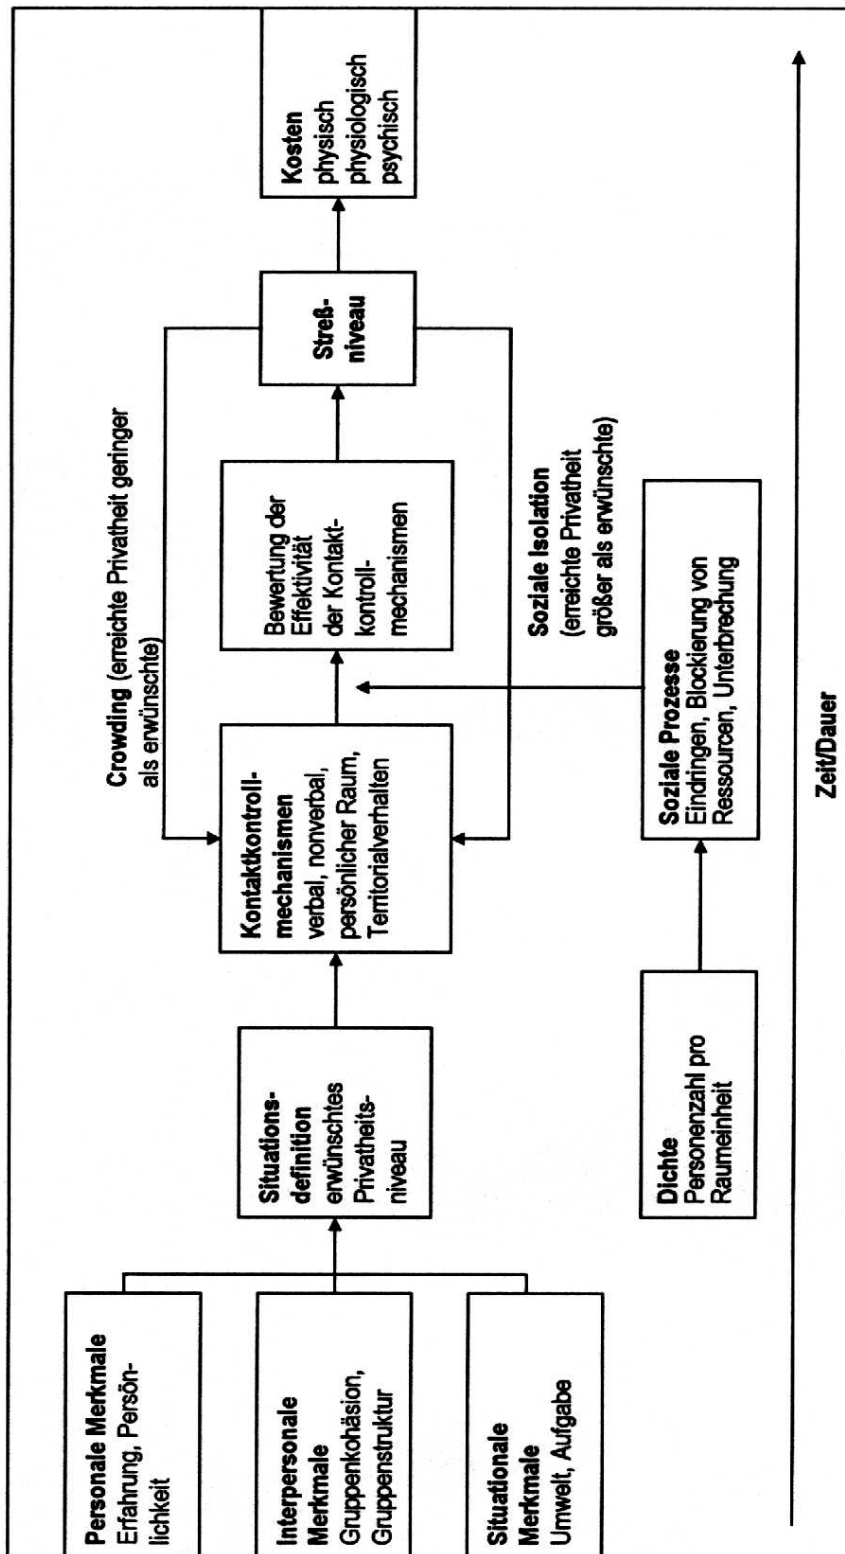 Personale Merkmale
Erfahrung, Persön-
lichkeit
Interpersonale
Merkmale
Gruppenkohäsion,
Gruppenstruktur
Situationale
Merkmale
Umwelt, Aufgabe
Situations-
definition
erwünschtes
Privatheits-
niveau
Dichte
Personenzahl pro
Raumeinheit
Kontaktkontroll-
mechanismen
verbal, nonverbal,
persönlicher Raum,
Territorialverhalten
Crowding (erreichte Privatheit geringer
als erwünschte)
Bewertung der
Effektivität
der Kontakt-
kontroll-
mechanismen
Soziale Isolation
(erreichte Privatheit
größer als erwünschte)
Soziale Prozesse
Eindringen, Blockierung von
Ressourcen, Unterbrechung
Streß-
niveau
Kosten
physisch
physiologisch
psychisch
Zeit/Dauer